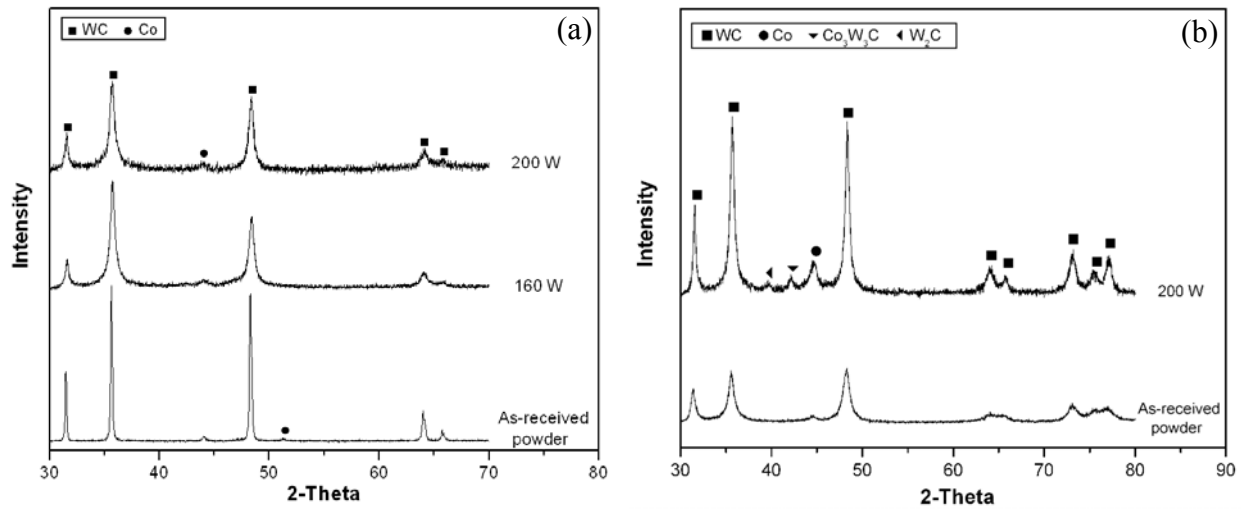 ■ WC ● Co
(a)
200 W
160 W
As-received
powder
Intensity
30 40 50 60 70 80
2-Theta
■ WC ● Co ▼ Co₃W₃C ◀ W₂C
(b)
200 W
As-received
powder
Intensity
30 40 50 60 70 80 90
2-Theta